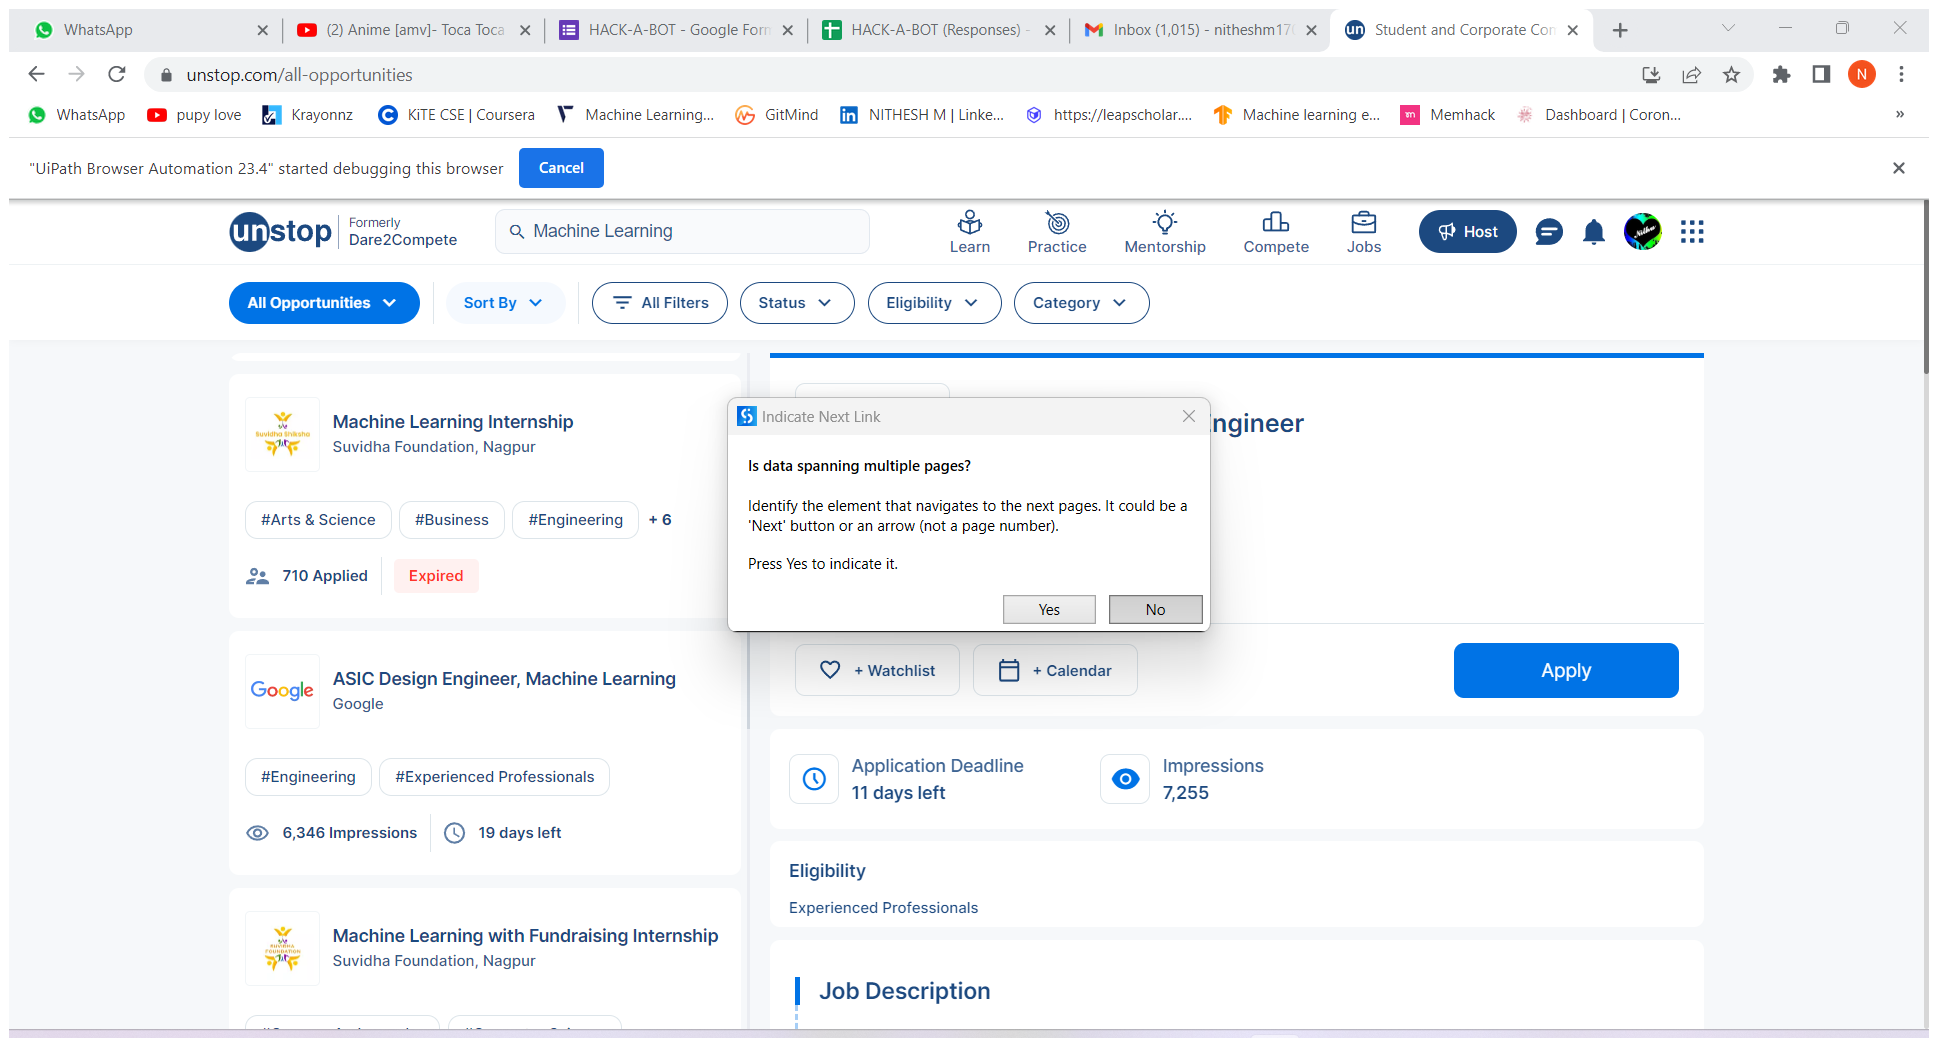 WhatsApp
(2) Anime [amv]- Toca Toca
HACK-A-BOT - Google Form
HACK-A-BOT (Responses) -
Inbox (1,015) - nitheshm170
Student and Corporate Com
unstop.com/all-opportunities
N
WhatsApp
pupy love
Krayonnz
KiTE CSE | Coursera
Machine Learning...
GitMind
NITHESH M | Linke...
https://leapscholar....
Machine learning e...
Memhack
Dashboard | Coron...
»
"UiPath Browser Automation 23.4" started debugging this browser
Cancel
unstop
Formerly
Dare2Compete
Machine Learning
Learn
Practice
Mentorship
Compete
Jobs
Host
All Opportunities
Sort By
All Filters
Status
Eligibility
Category
Machine Learning Internship
Suvidha Foundation, Nagpur
#Arts & Science
#Business
#Engineering
+ 6
710 Applied
Expired
Google
ASIC Design Engineer, Machine Learning
Google
#Engineering
#Experienced Professionals
6,346 Impressions
19 days left
Machine Learning with Fundraising Internship
Suvidha Foundation, Nagpur
ngineer
Indicate Next Link
Is data spanning multiple pages?
Identify the element that navigates to the next pages. It could be a
'Next' button or an arrow (not a page number).
Press Yes to indicate it.
Yes
No
+ Watchlist
+ Calendar
Apply
Application Deadline
11 days left
Impressions
7,255
Eligibility
Experienced Professionals
Job Description